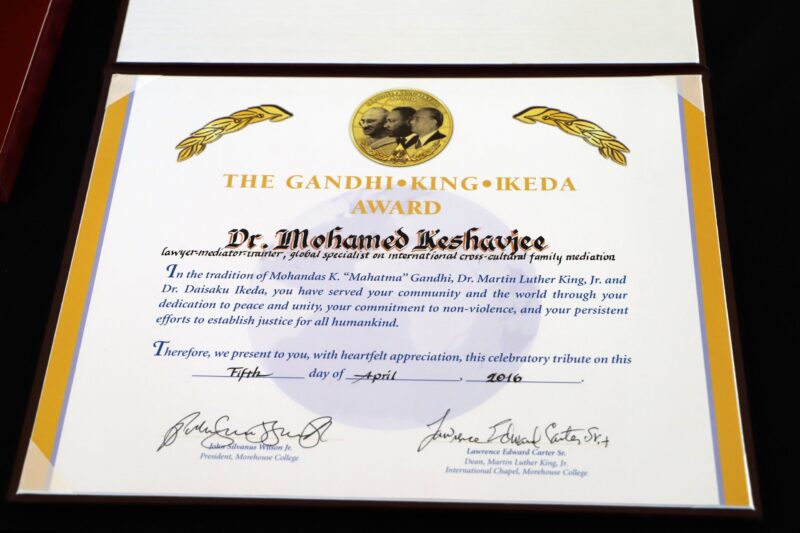 THE GANDHI•KING•IKEDA
AWARD
Dr. Mohamed Keshavjee
lawyer-mediator-trainer, global specialist on international cross-cultural family mediation
In the tradition of Mohandas K. "Mahatma" Gandhi, Dr. Martin Luther King, Jr. and
Dr. Daisaku Ikeda, you have served your community and the world through your
dedication to peace and unity, your commitment to non-violence, and your persistent
efforts to establish justice for all humankind.
Therefore, we present to you, with heartfelt appreciation, this celebratory tribute on this
Fifth day of April, 2016.
Lawrence Edward Carter Sr.
John Silvanus Wilson Jr.
President, Morehouse College
Lawrence Edward Carter Sr.
Dean, Martin Luther King, Jr.
International Chapel, Morehouse College